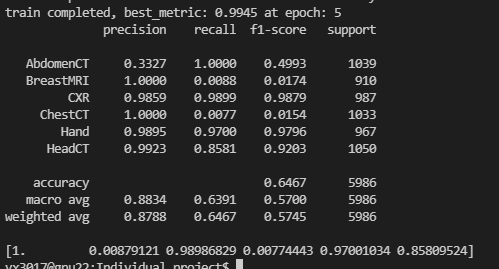 train completed, best_metric: 0.9945 at epoch: 5
precision recall f1-score support
AbdomenCT 0.3327 1.0000 0.4993 1039
BreastMRI 1.0000 0.0088 0.0174 910
CXR 0.9859 0.9899 0.9879 987
ChestCT 1.0000 0.0077 0.0154 1033
Hand 0.9895 0.9700 0.9796 967
HeadCT 0.9923 0.8581 0.9203 1050
accuracy 0.6467 5986
macro avg 0.8834 0.6391 0.5700 5986
weighted avg 0.8788 0.6467 0.5745 5986
[1. 0.00879121 0.98986829 0.00774443 0.97001034 0.85809524]
yx3017@gpu22:Individual_project$